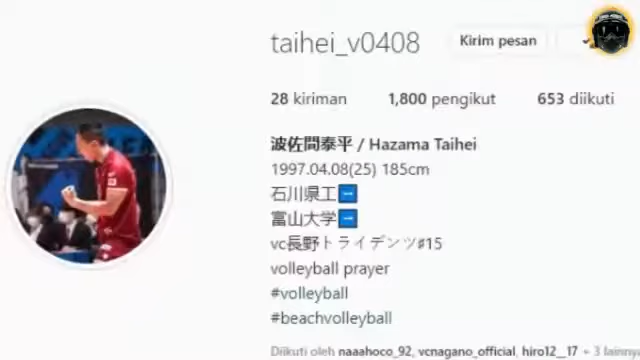 taihei_v0408
Kirim pesan
28 kiriman 1,800 pengikut 653 diikuti
波佐間泰平 / Hazama Taihei
1997.04.08(25) 185cm
石川県工➡
富山大学➡
vc長野トライデンツ#15
volleyball prayer
#volleyball
#beachvolleyball
Diikuti oleh naaahoco_92, vcnagano_official, hiro12__17 + 3 lainny